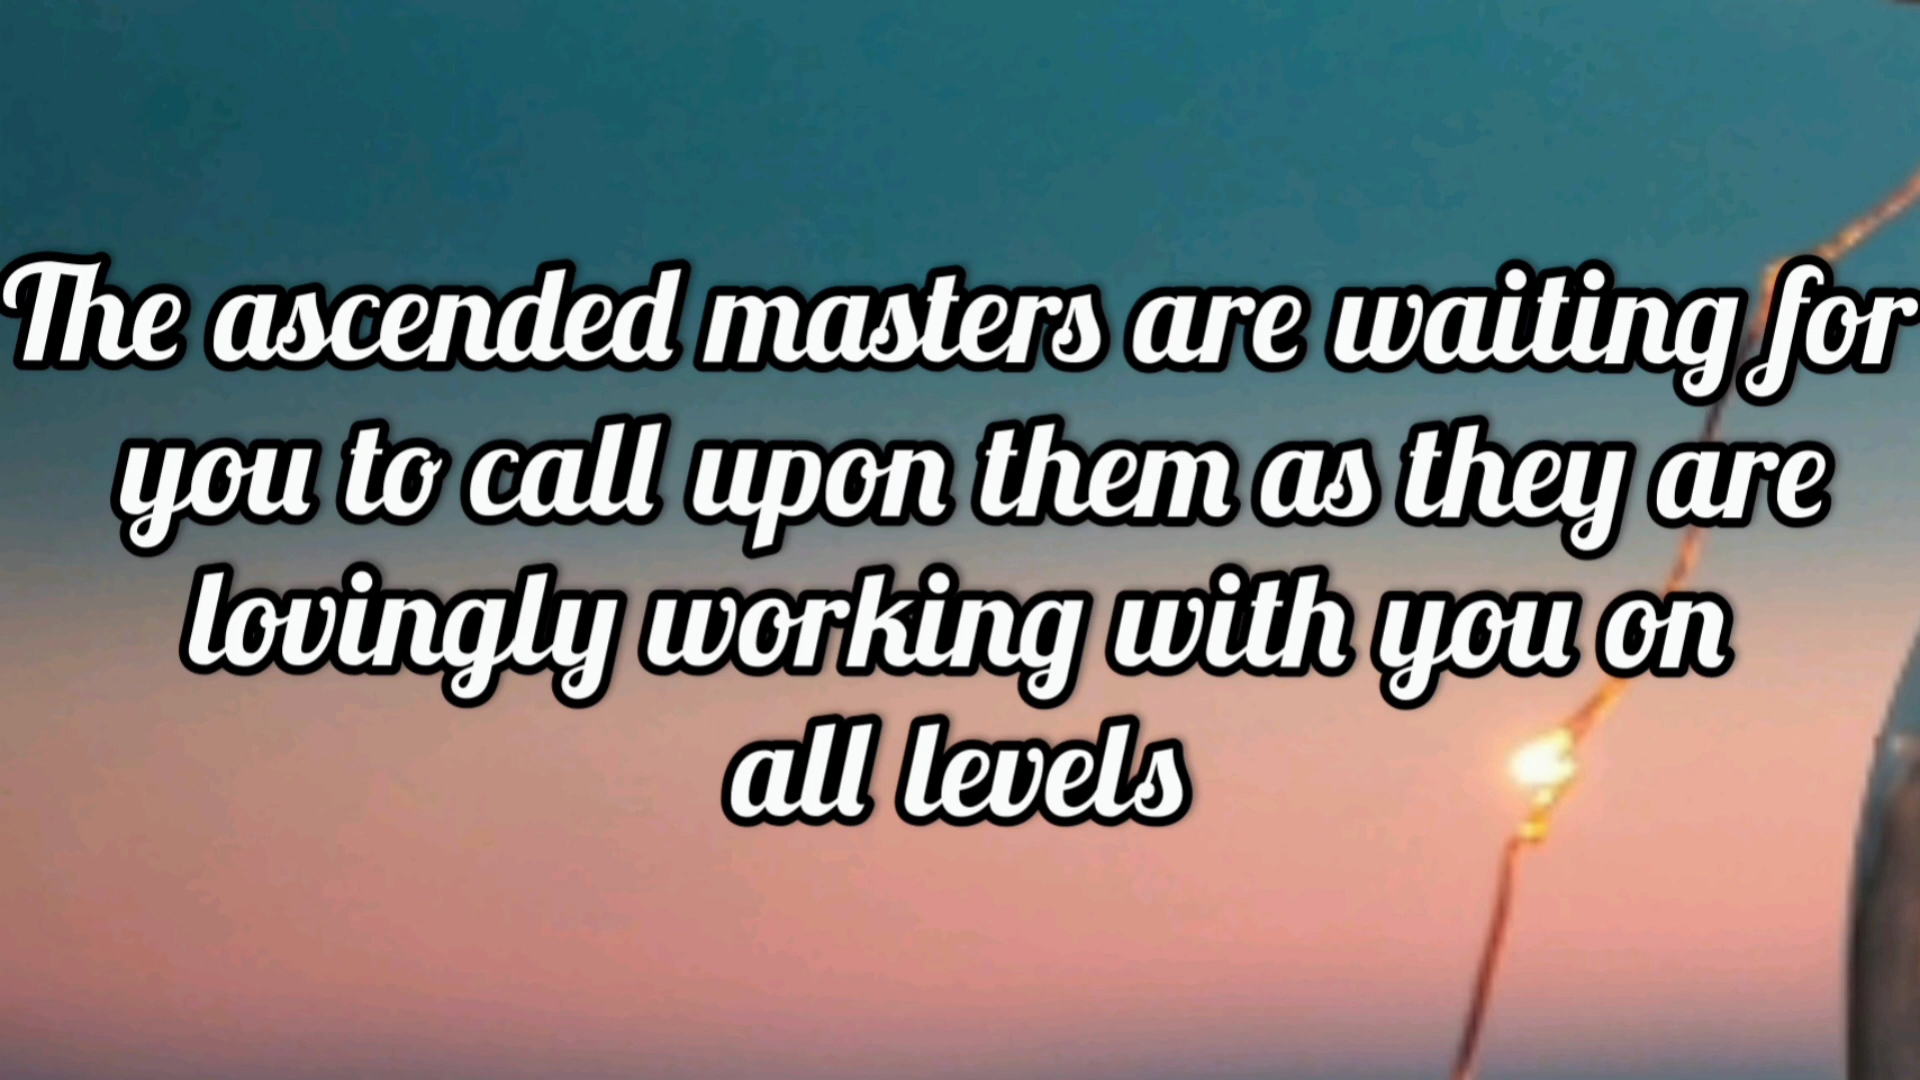 The ascended masters are waiting for
you to call upon them as they are
lovingly working with you on
all levels